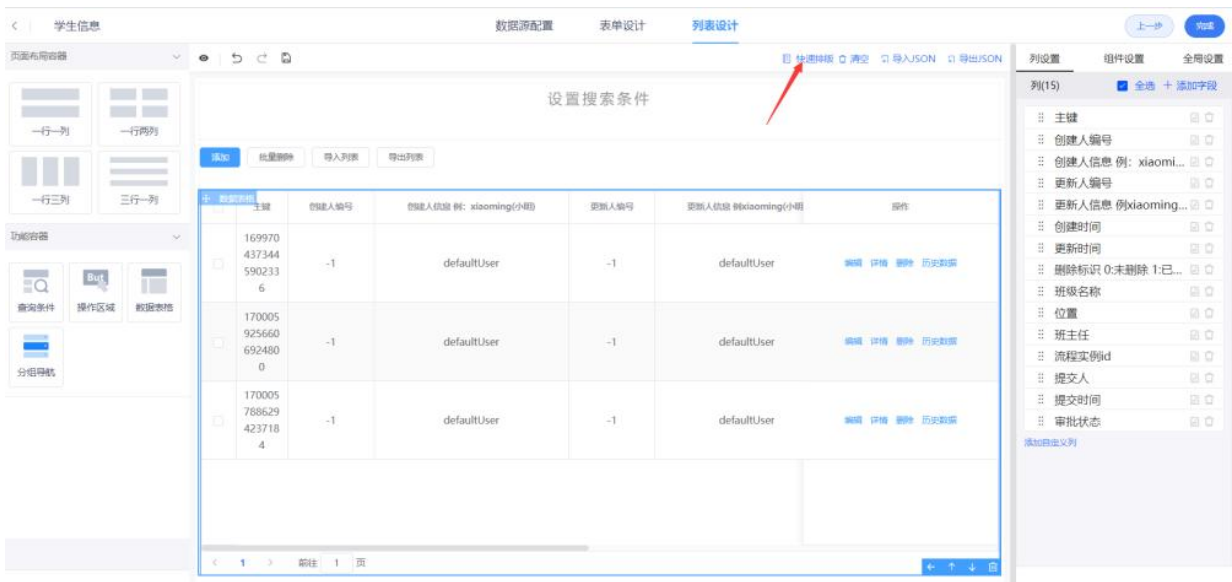 学生信息
数据源配置 表单设计 列表设计
上一步 完成
页面布局容器
快速排版 清空 导入JSON 导出JSON
列设置 组件设置 全局设置
列(15) 全选 + 添加字段
设置搜索条件
一行一列 一行两列
一行三列 三行一列
添加 批量删除 导入列表 导出列表
功能容器
查询条件 But 操作区域 数据表格
分组导航
数据表格
主键 创建人编号 创建人信息 例：xiaoming(小明) 更新人编号 更新人信息 例xiaoming(小明 操作
169970
437344
590233
6
-1 defaultUser -1 defaultUser 编辑 详情 删除 历史数据
170005
925660
692480
0
-1 defaultUser -1 defaultUser 编辑 详情 删除 历史数据
170005
788629
423718
4
-1 defaultUser -1 defaultUser 编辑 详情 删除 历史数据
< 1 > 前往 1 页
主键
创建人编号
创建人信息 例：xiaomi...
更新人编号
更新人信息 例xiaoming...
创建时间
更新时间
删除标识 0:未删除 1:已...
班级名称
位置
班主任
流程实例id
提交人
提交时间
审批状态
添加自定义列